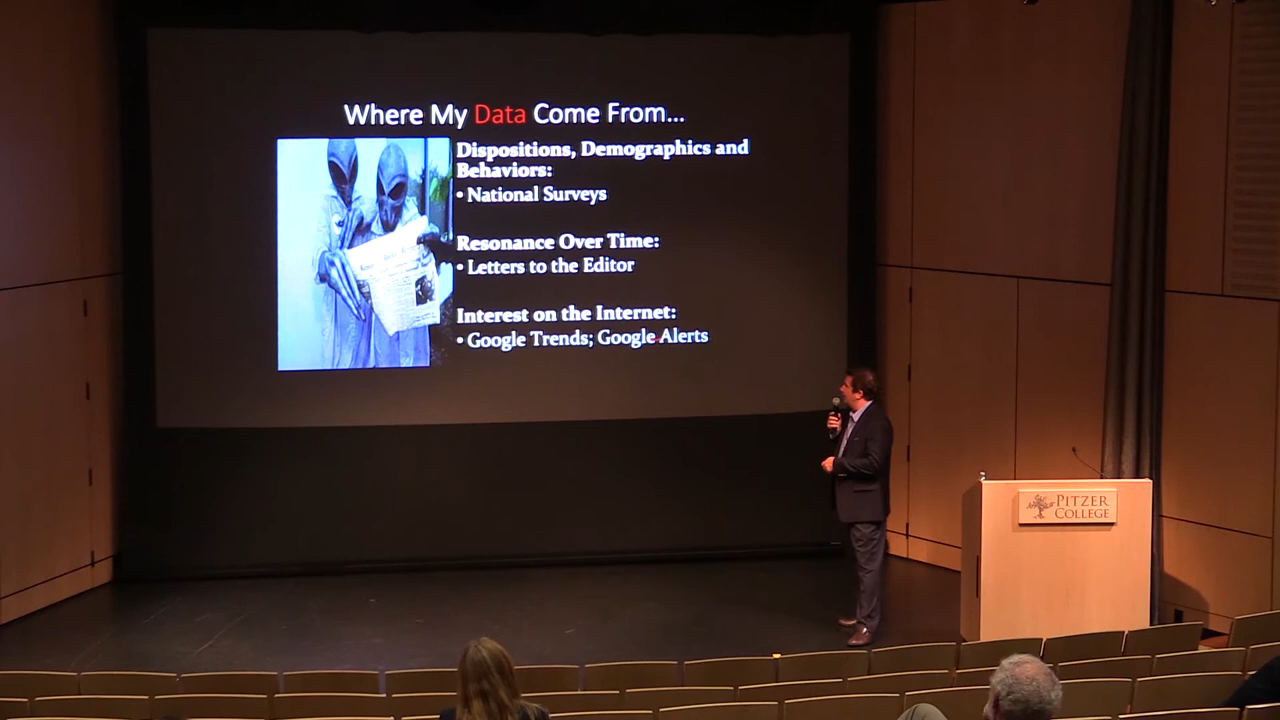 Where My Data Come From...
Dispositions, Demographics and
Behaviors:
• National Surveys
Resonance Over Time:
• Letters to the Editor
Interest on the Internet:
• Google Trends; Google Alerts
PITZER
COLLEGE